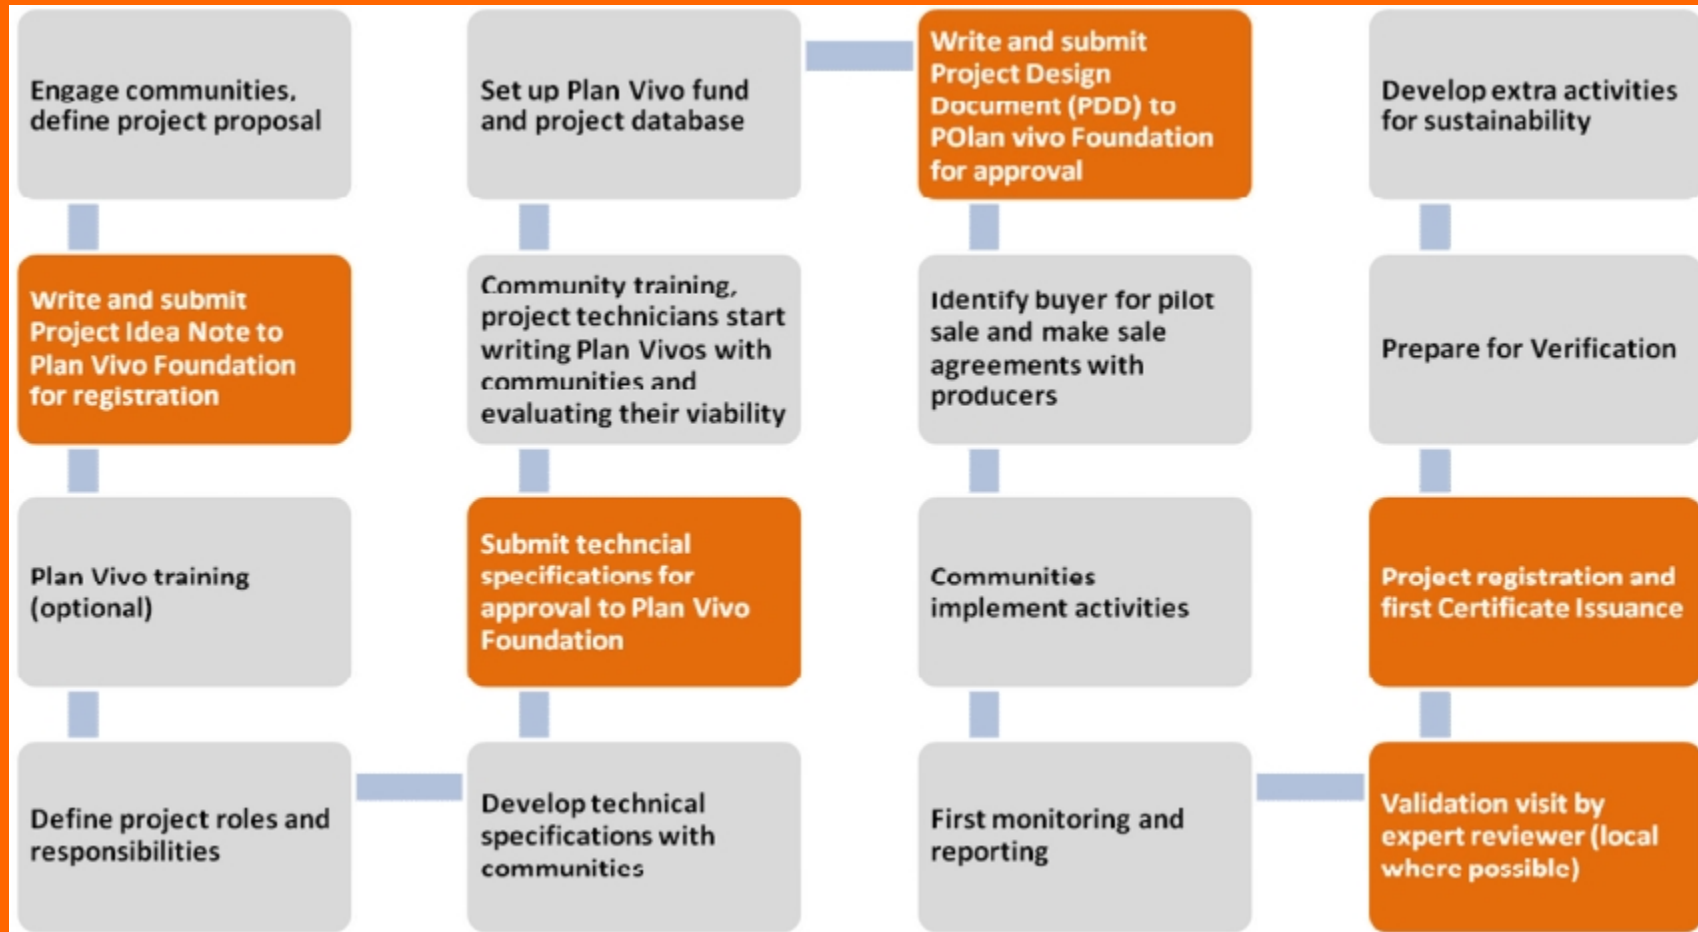 Engage communities,
define project proposal
Write and submit
Project Idea Note to
Plan Vivo Foundation
for registration
Plan Vivo training
(optional)
Define project roles and
responsibilities
Develop technical
specifications with
communities
Submit techncial
specifications for
approval to Plan Vivo
Foundation
Community training,
project technicians start
writing Plan Vivos with
communities and
evaluating their viability
Set up Plan Vivo fund
and project database
Write and submit
Project Design
Document (PDD) to
POlan vivo Foundation
for approval
Identify buyer for pilot
sale and make sale
agreements with
producers
Communities
implement activities
First monitoring and
reporting
Validation visit by
expert reviewer (local
where possible)
Project registration and
first Certificate Issuance
Prepare for Verification
Develop extra activities
for sustainability